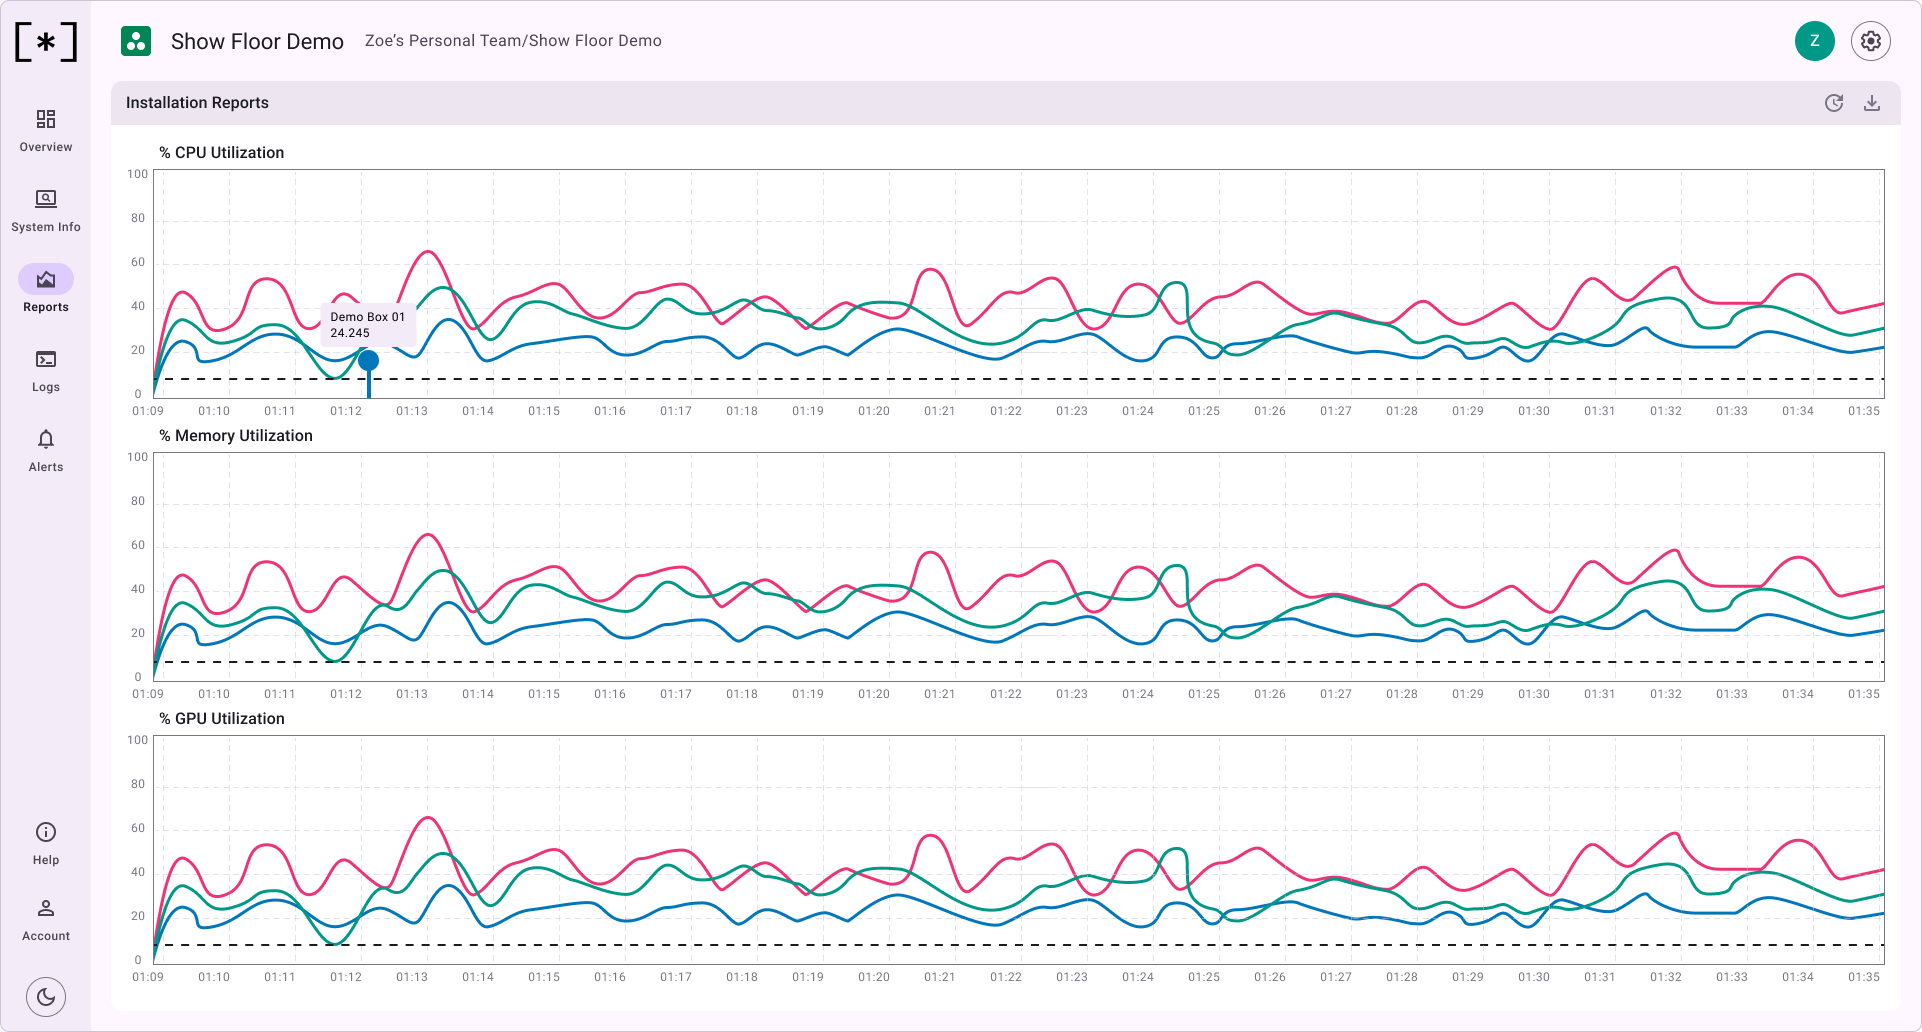 [*]
Show Floor Demo
Zoe’s Personal Team/Show Floor Demo
Z
Overview
System Info
Reports
Logs
Alerts
Help
Account
Installation Reports
% CPU Utilization
100
80
60
40
20
0
Demo Box 01
24.245
01:09 01:10 01:11 01:12 01:13 01:14 01:15 01:16 01:17 01:18 01:19 01:20 01:21 01:22 01:23 01:24 01:25 01:26 01:27 01:28 01:29 01:30 01:31 01:32 01:33 01:34 01:35
% Memory Utilization
100
80
60
40
20
0
01:09 01:10 01:11 01:12 01:13 01:14 01:15 01:16 01:17 01:18 01:19 01:20 01:21 01:22 01:23 01:24 01:25 01:26 01:27 01:28 01:29 01:30 01:31 01:32 01:33 01:34 01:35
% GPU Utilization
100
80
60
40
20
0
01:09 01:10 01:11 01:12 01:13 01:14 01:15 01:16 01:17 01:18 01:19 01:20 01:21 01:22 01:23 01:24 01:25 01:26 01:27 01:28 01:29 01:30 01:31 01:32 01:33 01:34 01:35